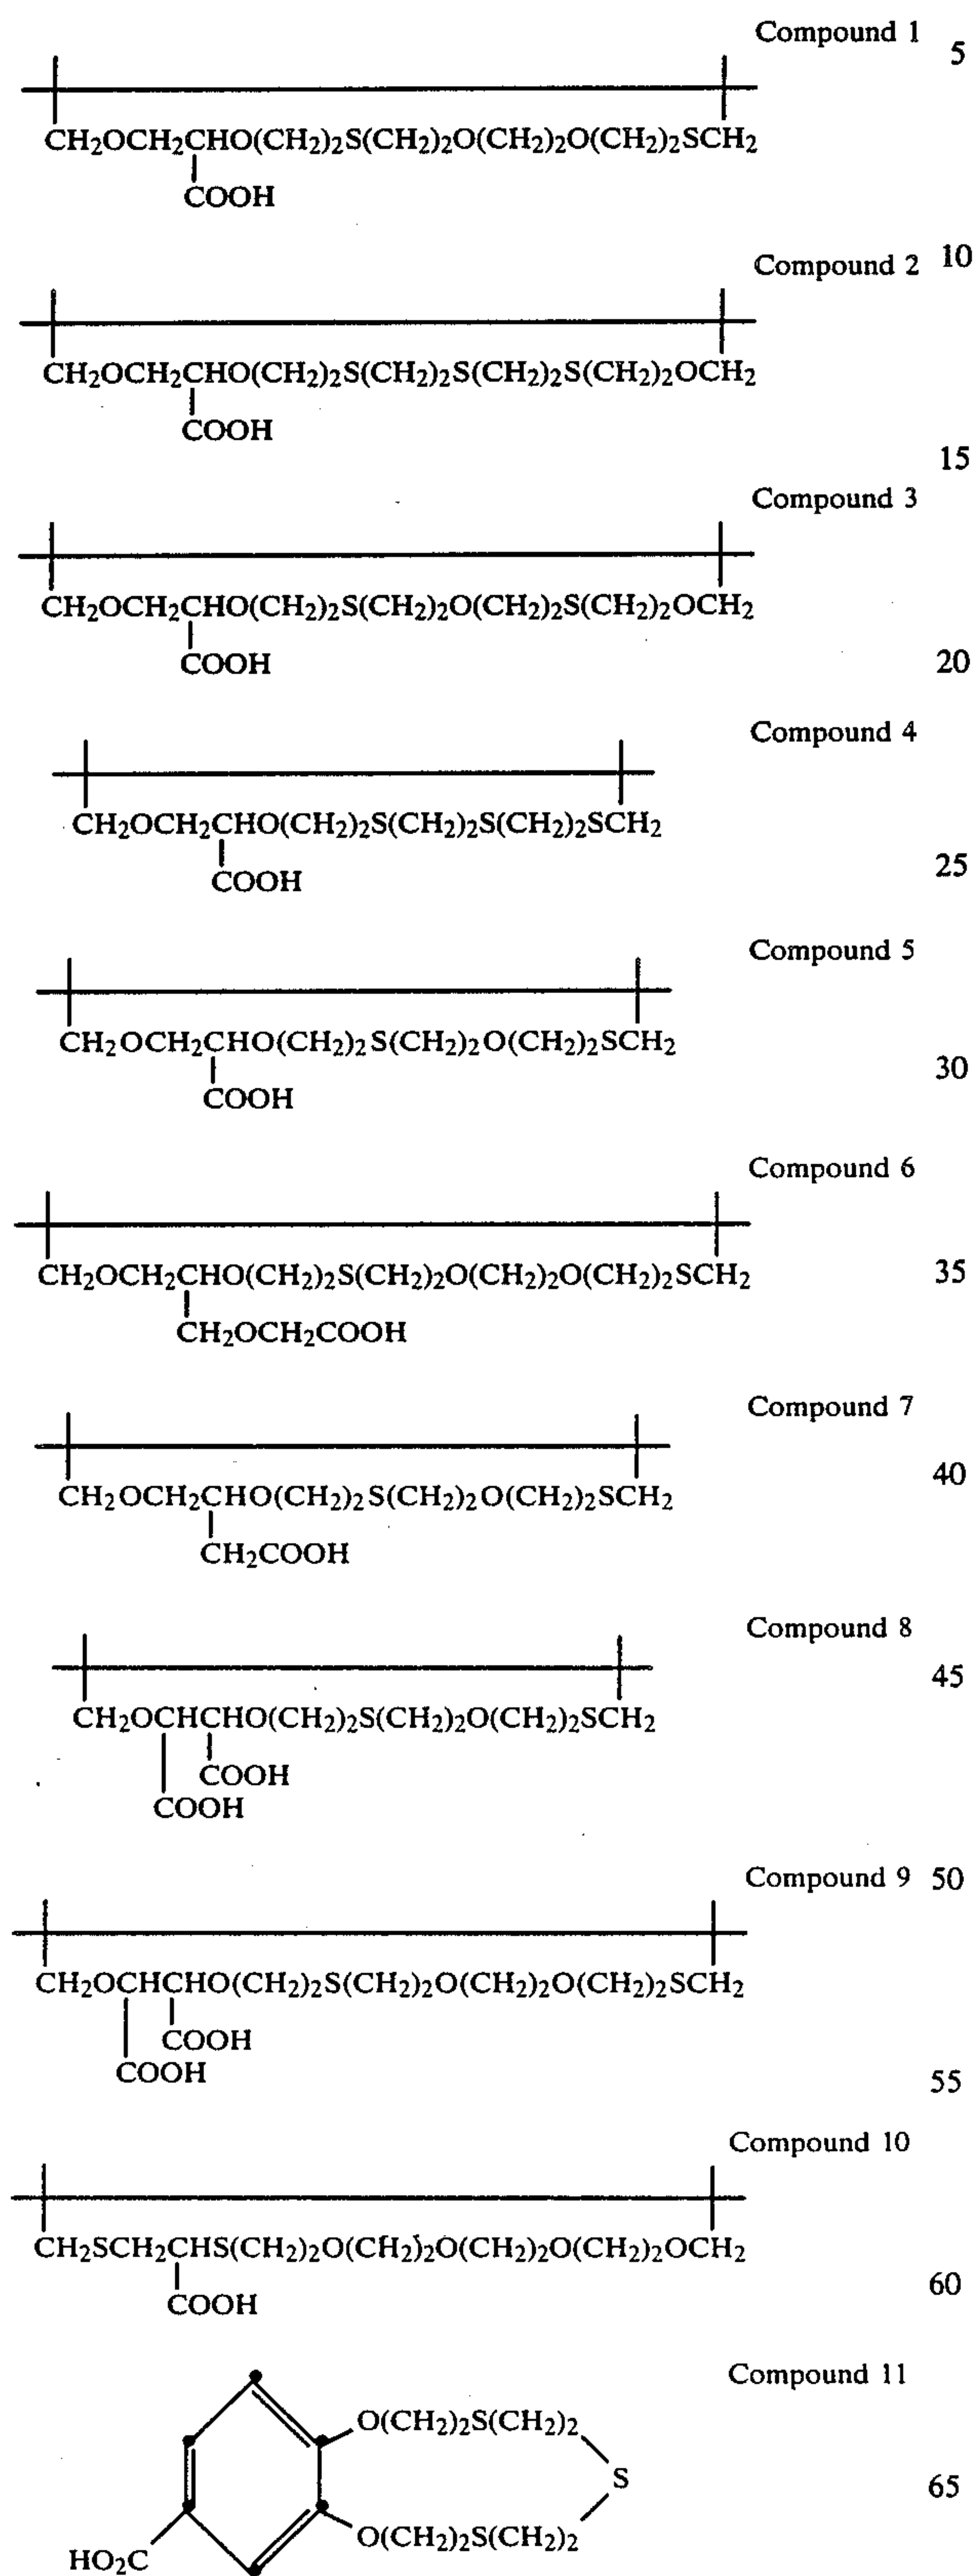 Compound 1 5
CH2OCH2CHO(CH2)2S(CH2)2O(CH2)2O(CH2)2SCH2
COOH
Compound 2 10
CH2OCH2CHO(CH2)2S(CH2)2S(CH2)2S(CH2)2OCH2
COOH
15
Compound 3
CH2OCH2CHO(CH2)2S(CH2)2O(CH2)2S(CH2)2OCH2
COOH
20
Compound 4
CH2OCH2CHO(CH2)2S(CH2)2S(CH2)2SCH2
25
COOH
Compound 5
CH2OCH2CHO(CH2)2S(CH2)2O(CH2)2SCH2
30
COOH
Compound 6
CH2OCH2CHO(CH2)2S(CH2)2O(CH2)2O(CH2)2SCH2
35
CH2OCH2COOH
Compound 7
40
CH2OCH2CHO(CH2)2S(CH2)2O(CH2)2SCH2
CH2COOH
Compound 8
45
CH2OCHCHO(CH2)2S(CH2)2O(CH2)2SCH2
COOH
COOH
Compound 9 50
CH2OCHCHO(CH2)2S(CH2)2O(CH2)2O(CH2)2SCH2
COOH
COOH
55
Compound 10
CH2SCH2CHS(CH2)2O(CH2)2O(CH2)2O(CH2)2OCH2
60
COOH
Compound 11
O(CH2)2S(CH2)2
S
65
O(CH2)2S(CH2)2
HO2C